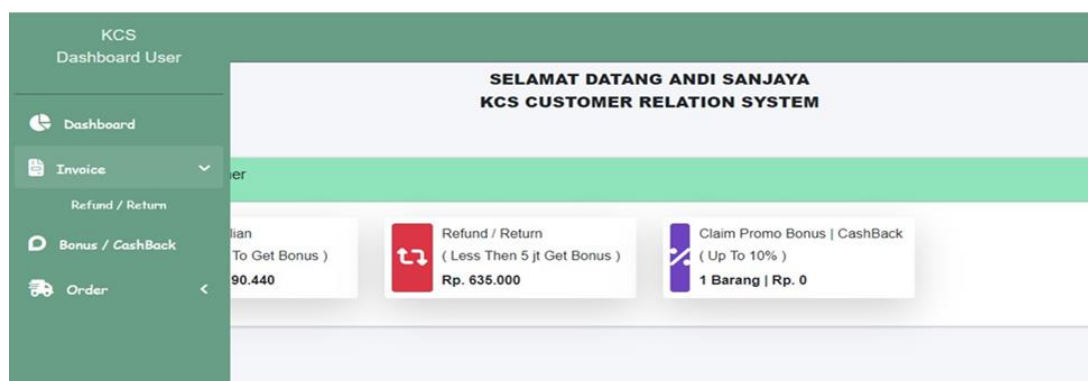 KCS
Dashboard User
SELAMAT DATANG ANDI SANJAYA
KCS CUSTOMER RELATION SYSTEM
Dashboard
Invoice
Refund / Return
Bonus / CashBack
Order
ner
lian
To Get Bonus )
90.440
Refund / Return
( Less Then 5 jt Get Bonus )
Rp. 635.000
Claim Promo Bonus | CashBack
( Up To 10% )
1 Barang | Rp. 0